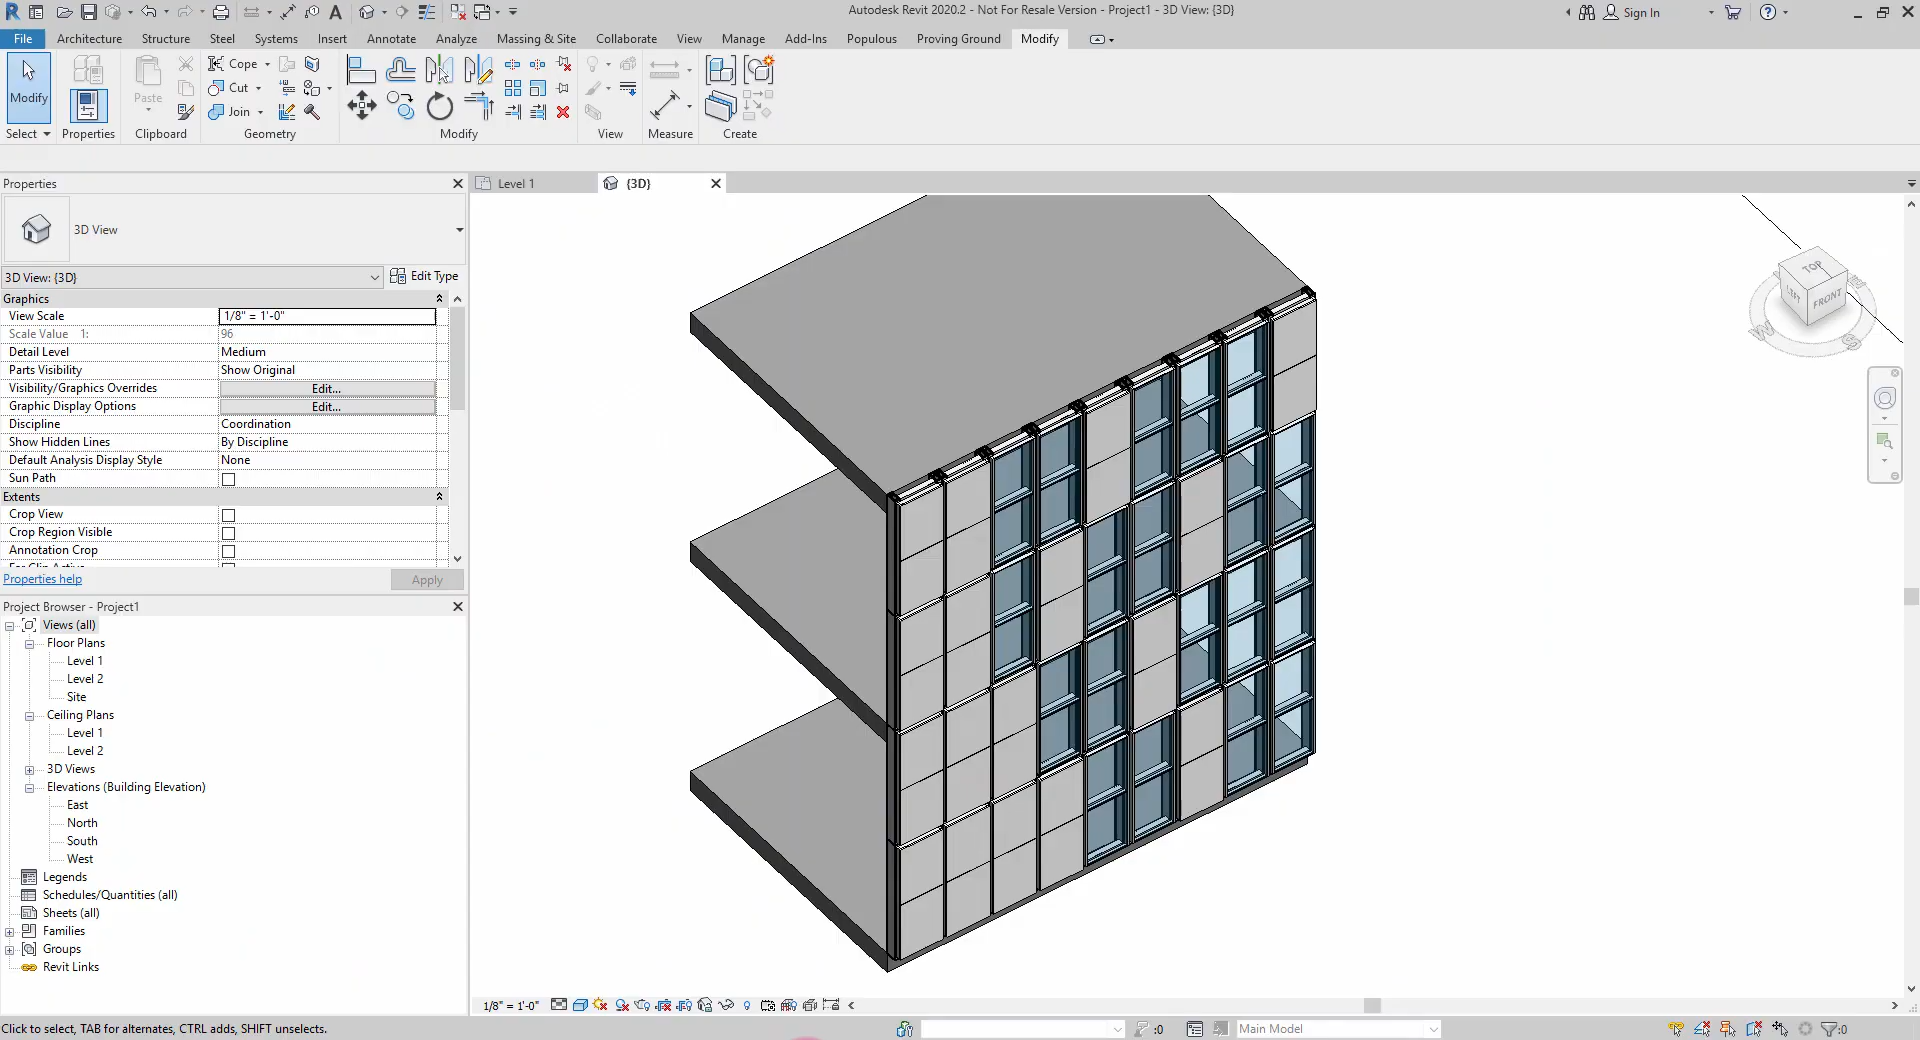 Autodesk Revit 2020.2 - Not For Resale Version - Project1 - 3D View: {3D}
Sign In
File Architecture Structure Steel Systems Insert Annotate Analyze Massing & Site Collaborate View Manage Add-Ins Populous Proving Ground Modify
Modify
Paste
Cope
Cut
Join
Select Properties Clipboard Geometry Modify View Measure Create
Properties
Level 1
{3D}
3D View
3D View: {3D}
Edit Type
Graphics
View Scale 1/8" = 1'-0"
Scale Value 1: 96
Detail Level Medium
Parts Visibility Show Original
Visibility/Graphics Overrides Edit...
Graphic Display Options Edit...
Discipline Coordination
Show Hidden Lines By Discipline
Default Analysis Display Style None
Sun Path
Extents
Crop View
Crop Region Visible
Annotation Crop
Properties help
Apply
Project Browser - Project1
Views (all)
Floor Plans
Level 1
Level 2
Site
Ceiling Plans
Level 1
Level 2
3D Views
Elevations (Building Elevation)
East
North
South
West
Legends
Schedules/Quantities (all)
Sheets (all)
Families
Groups
Revit Links
TOP
LEFT
FRONT
W
S
1/8" = 1'-0"
Click to select, TAB for alternates, CTRL adds, SHIFT unselects.
:0
Main Model
:0